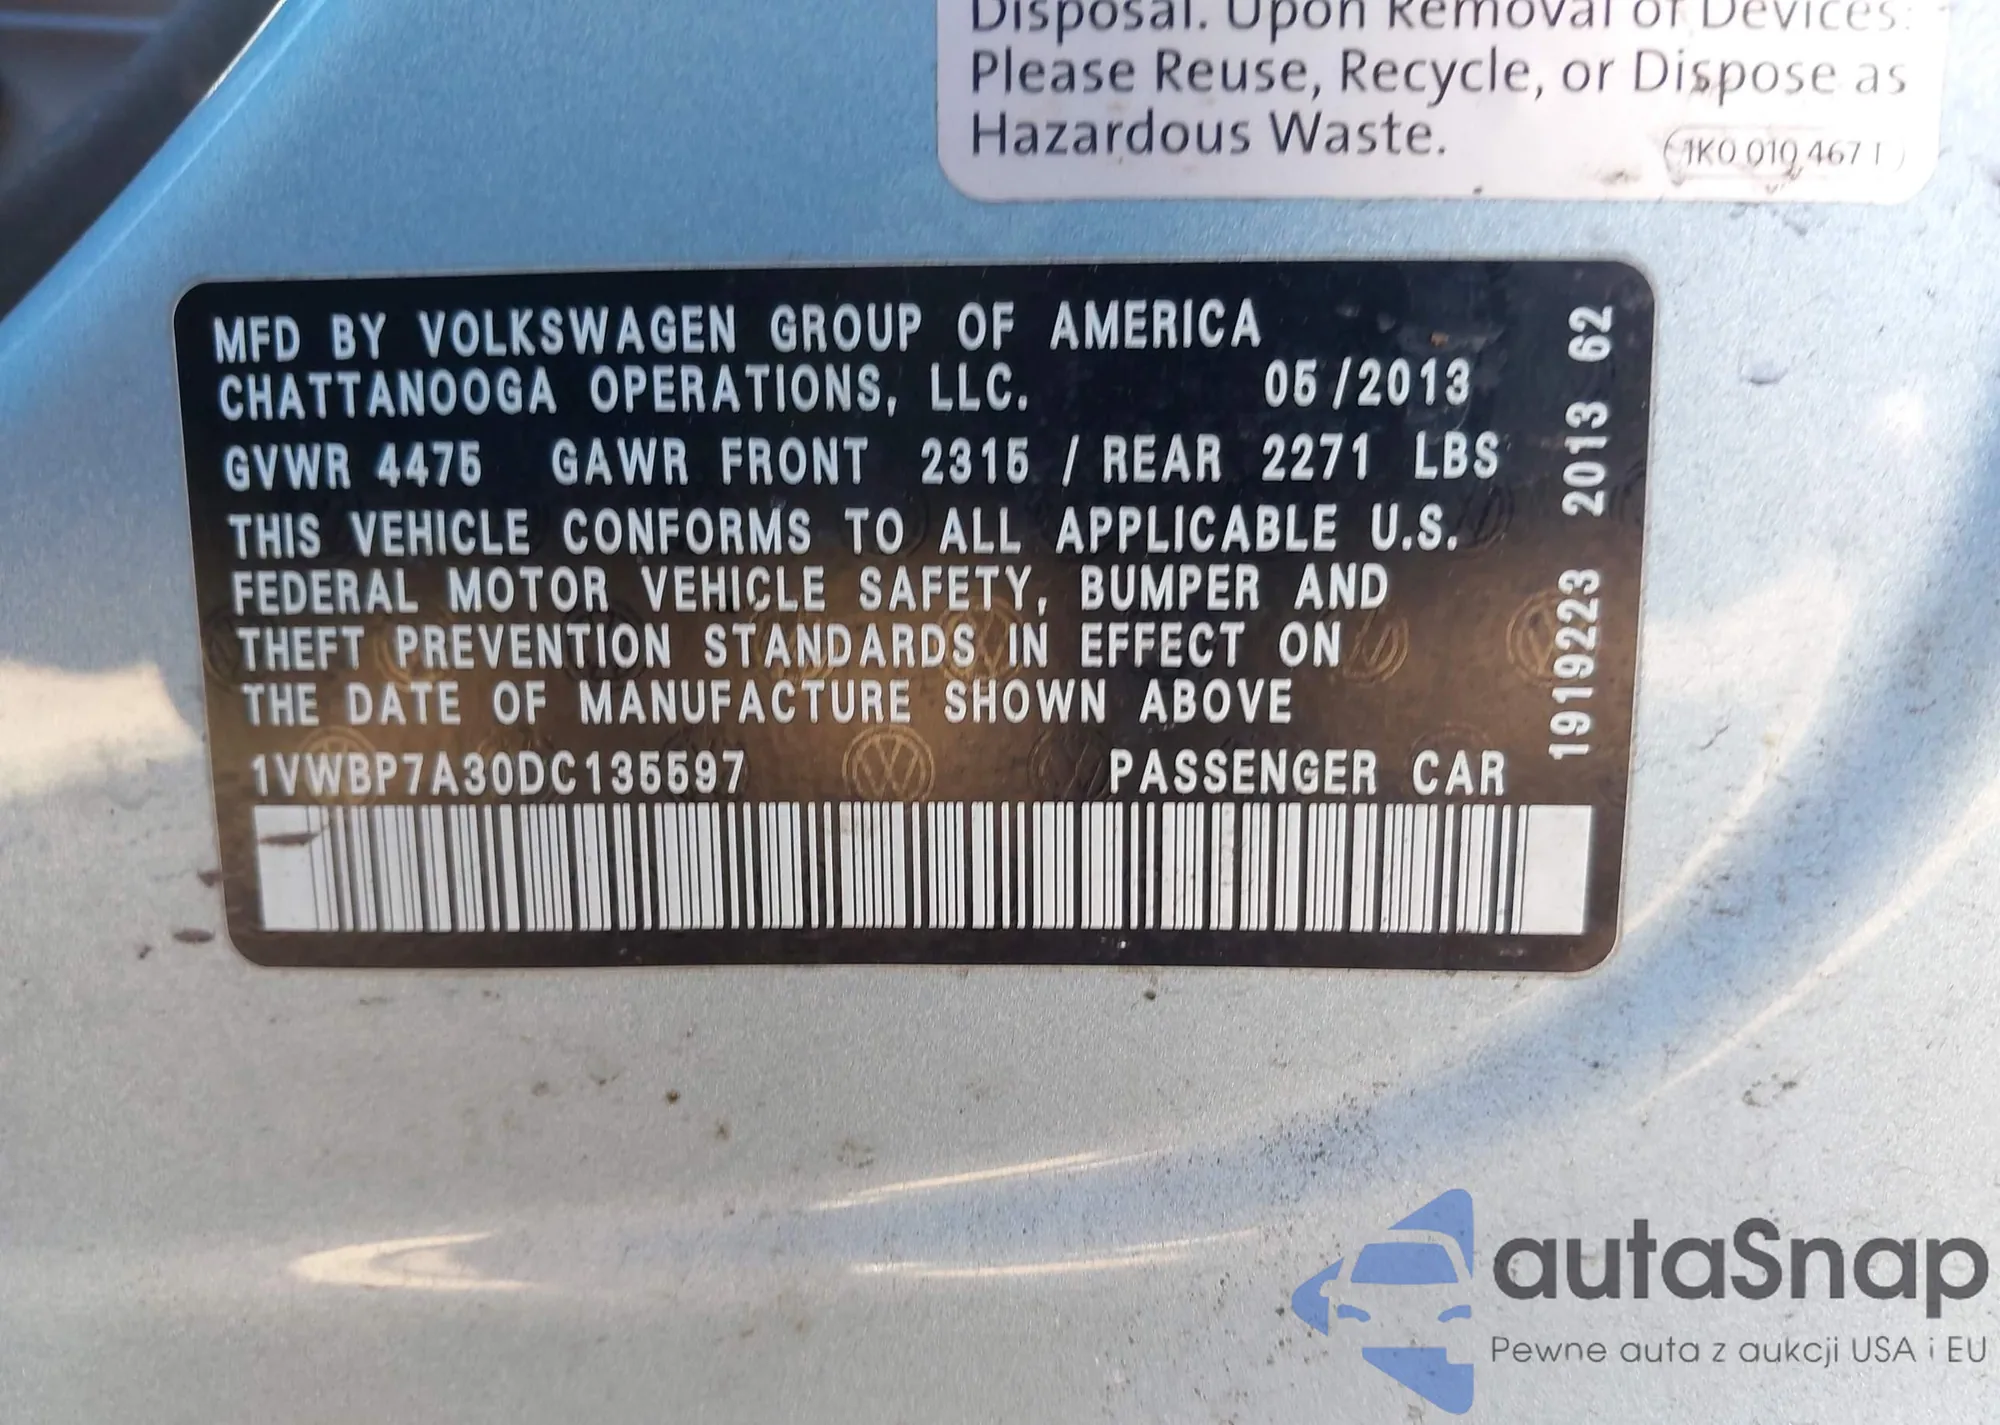 Disposal. Upon Removal of Devices:
Please Reuse, Recycle, or Dispose as
Hazardous Waste.
1K0 010 467
MFD BY VOLKSWAGEN GROUP OF AMERICA
CHATTANOOGA OPERATIONS, LLC. 05/2013
GVWR 4475 GAWR FRONT 2315 / REAR 2271 LBS
THIS VEHICLE CONFORMS TO ALL APPLICABLE U.S.
FEDERAL MOTOR VEHICLE SAFETY, BUMPER AND
THEFT PREVENTION STANDARDS IN EFFECT ON
THE DATE OF MANUFACTURE SHOWN ABOVE
1VWBP7A30DC135597 PASSENGER CAR
1919223 2013 62
autaSnap
Pewne auta z aukcji USA i EU